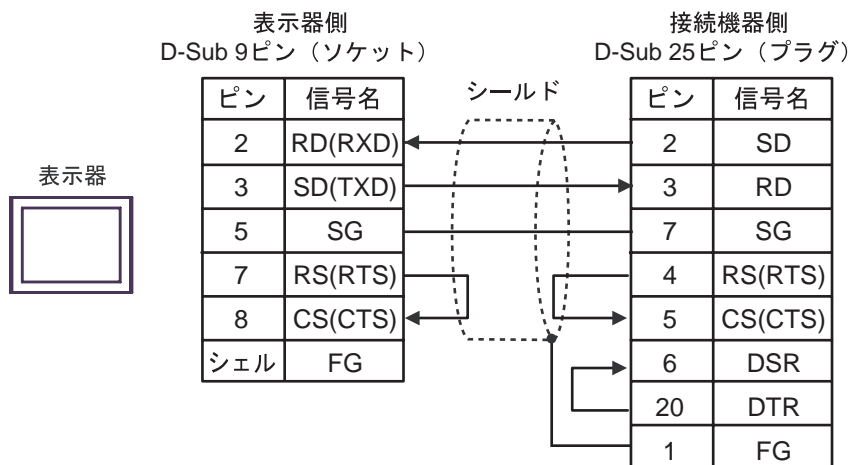 表示器側
D-Sub 9ピン（ソケット）
接続機器側
D-Sub 25ピン（プラグ）
表示器
シールド
ピン 信号名
2 RD(RXD)
3 SD(TXD)
5 SG
7 RS(RTS)
8 CS(CTS)
シェル FG
ピン 信号名
2 SD
3 RD
7 SG
4 RS(RTS)
5 CS(CTS)
6 DSR
20 DTR
1 FG